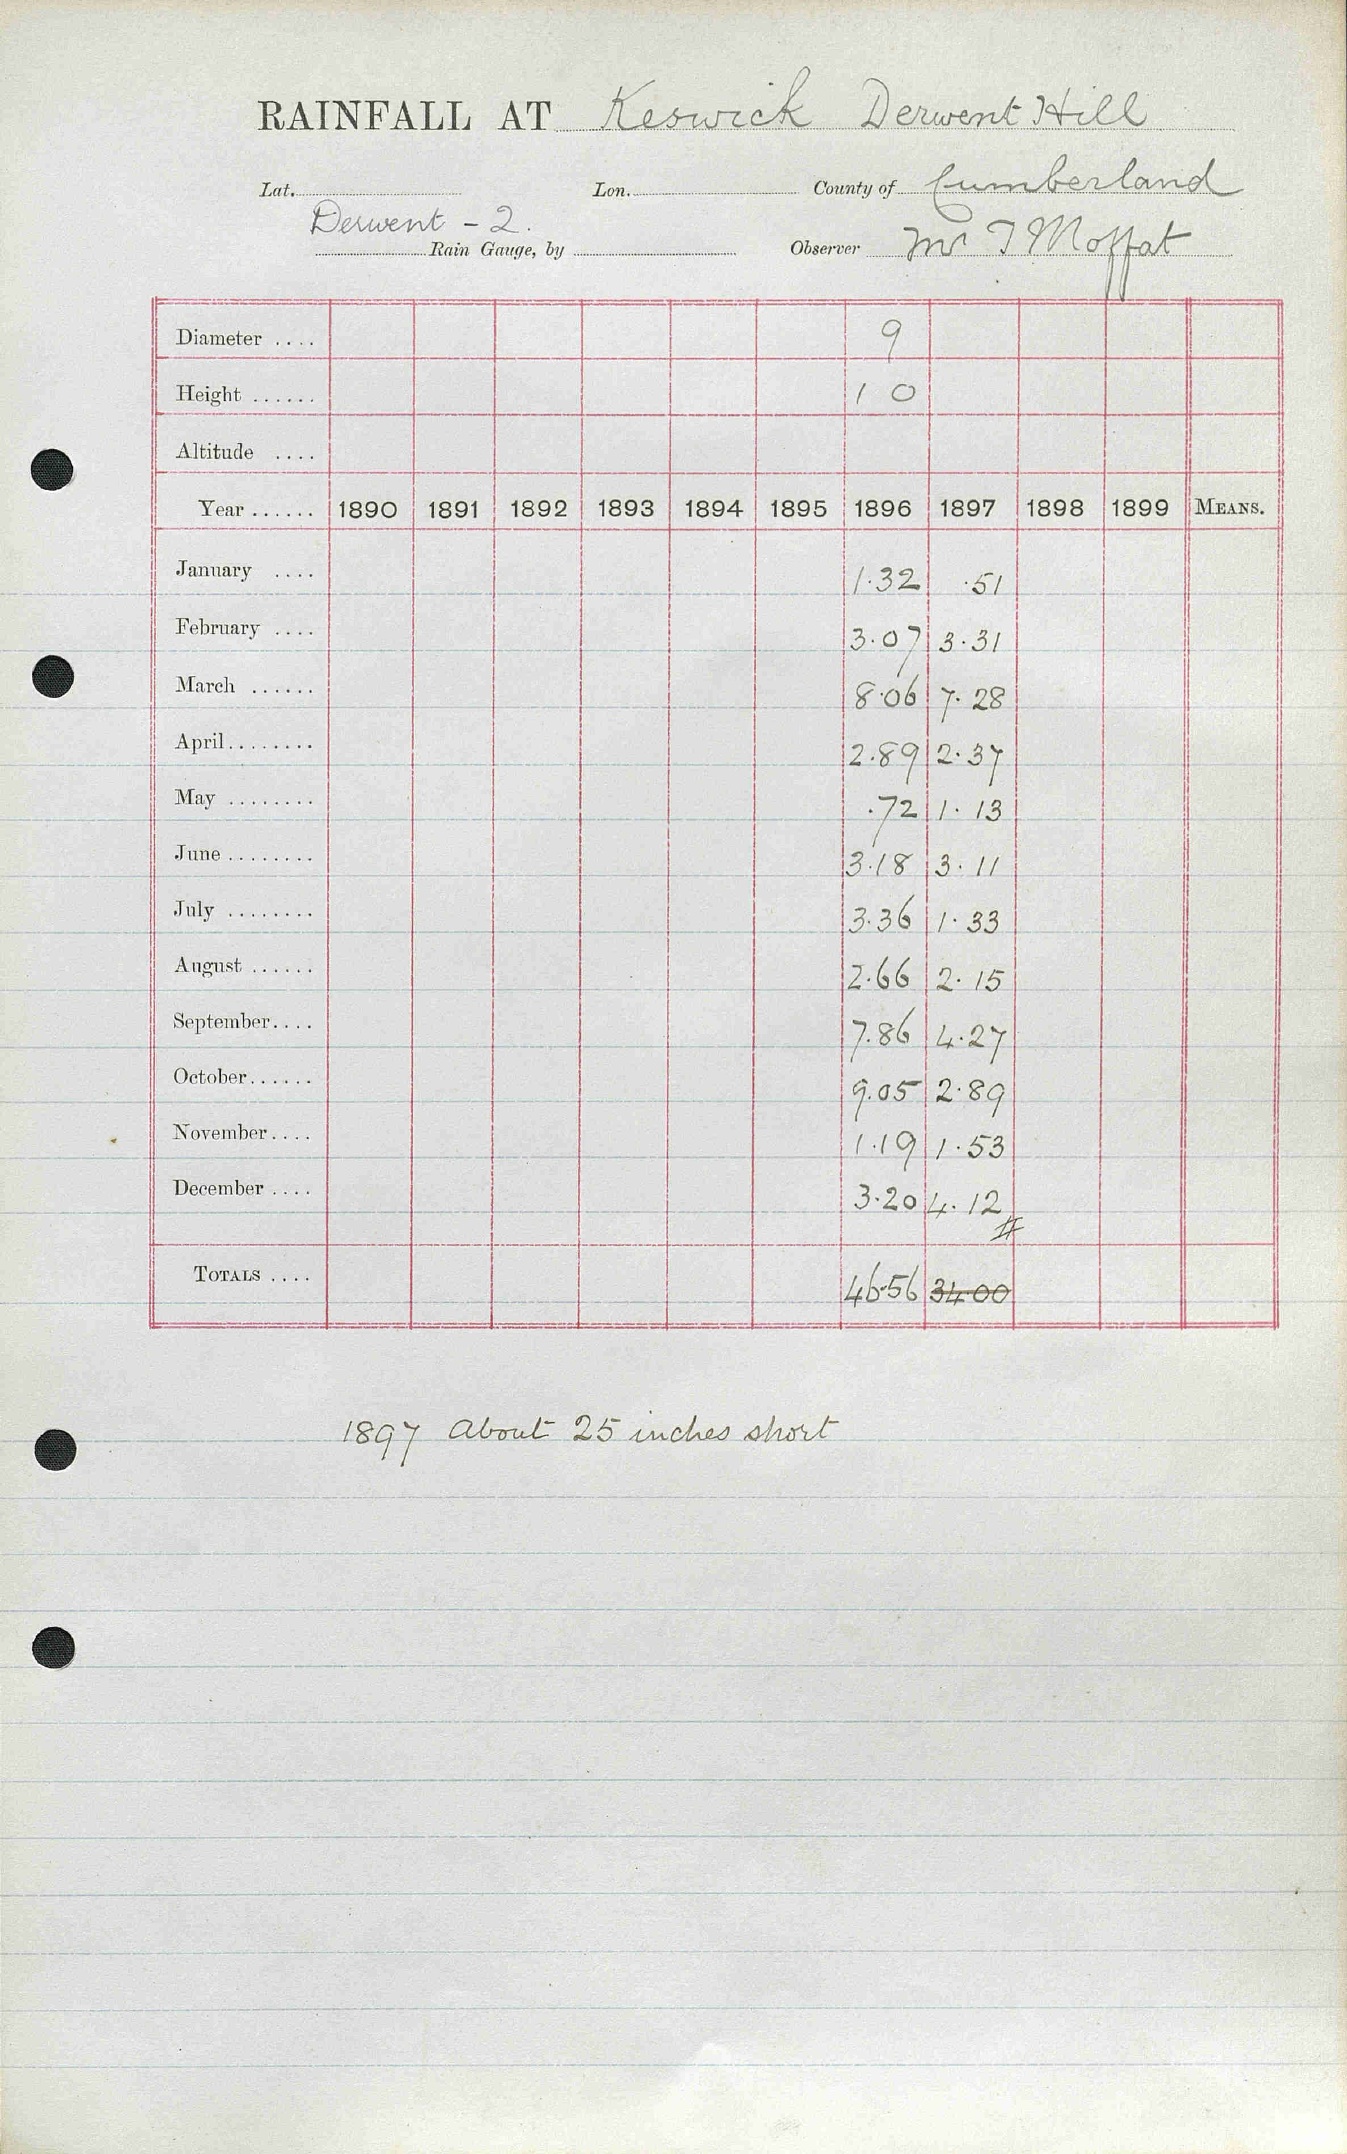 RAINFALL AT Keswick Derwent Hill
Lat. Lon. County of Cumberland
Derwent - 2.
Rain Gauge, by Observer Mr T Moffat
Diameter .... 9
Height ...... 1 0
Altitude ....
Year ...... 1890 1891 1892 1893 1894 1895 1896 1897 1898 1899 MEANS.
January .... 1.32 .51
February .... 3.07 3.31
March ...... 8.06 7.28
April........ 2.89 2.37
May ........ .72 1.13
June ........ 3.18 3.11
July ........ 3.36 1.33
August ...... 2.66 2.15
September.... 7.86 4.27
October...... 9.05 2.89
November.... 1.19 1.53
December .... 3.20 4.12
#
TOTALS .... 46.56 34.00
1897 About 25 inches short